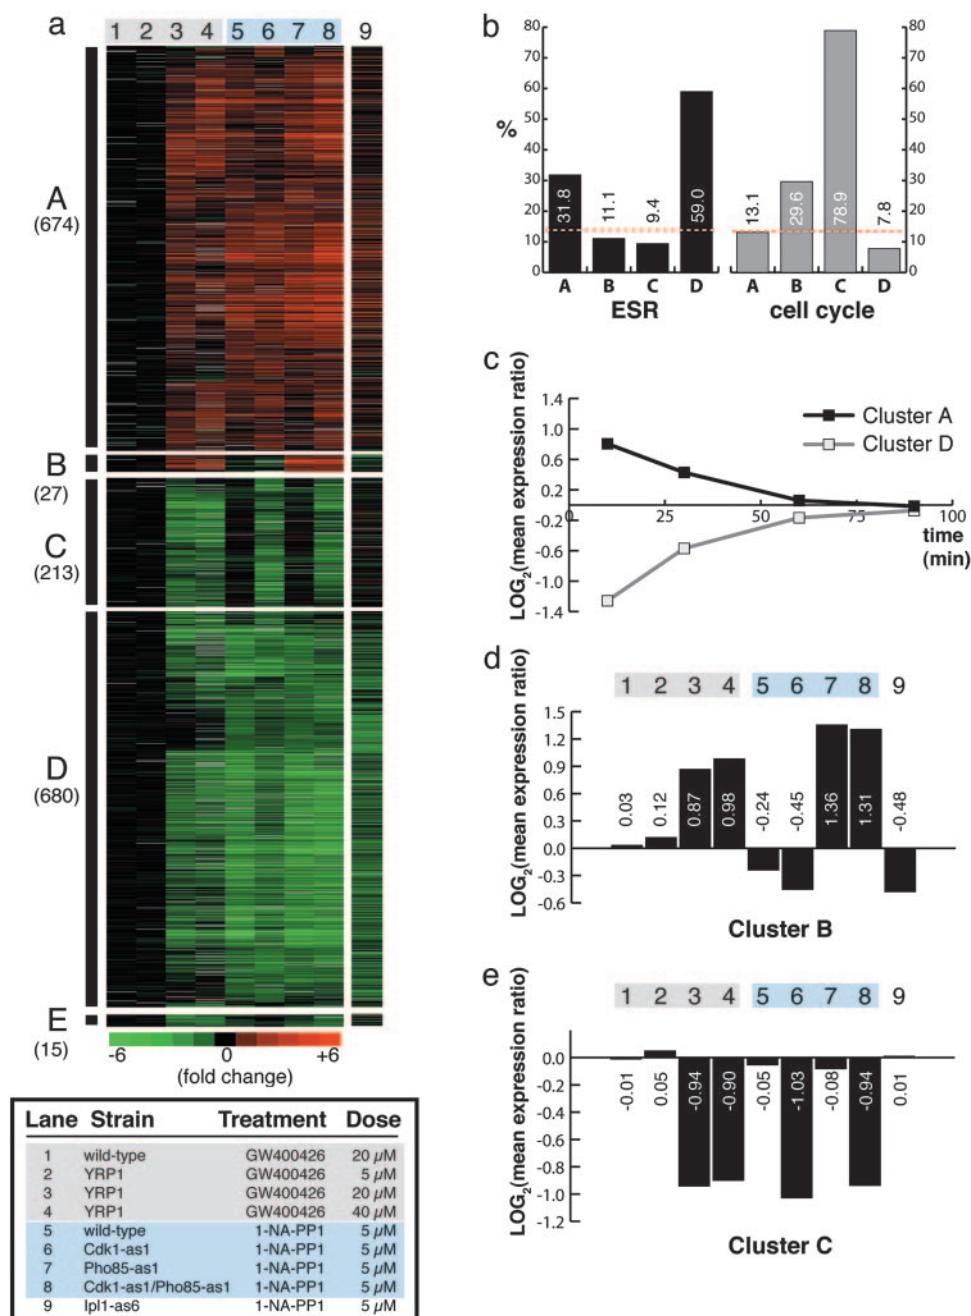 a
1 2 3 4 5 6 7 8 9
A
(674)
B
(27)
C
(213)
D
(680)
E
(15)
-6 0 +6
(fold change)
Lane Strain Treatment Dose
1 wild-type GW400426 20 µM
2 YRP1 GW400426 5 µM
3 YRP1 GW400426 20 µM
4 YRP1 GW400426 40 µM
5 wild-type 1-NA-PP1 5 µM
6 Cdk1-as1 1-NA-PP1 5 µM
7 Pho85-as1 1-NA-PP1 5 µM
8 Cdk1-as1/Pho85-as1 1-NA-PP1 5 µM
9 Ipl1-as6 1-NA-PP1 5 µM
b
%
80
70
60
50
40
30
20
10
0
31.8 11.1 9.4 59.0 13.1 29.6 78.9 7.8
80
70
60
50
40
30
20
10
0
A B C D A B C D
ESR cell cycle
c
LOG2(mean expression ratio)
1.4
1.0
0.6
0.2
-0.2
-0.6
-1.0
-1.4
Cluster A
Cluster D
0 25 50 75 100
time
(min)
d
1 2 3 4 5 6 7 8 9
LOG2(mean expression ratio)
1.5
1.2
0.9
0.6
0.3
0.0
-0.3
-0.6
0.03 0.12 0.87 0.98 -0.24 -0.45 1.36 1.31 -0.48
Cluster B
e
1 2 3 4 5 6 7 8 9
LOG2(mean expression ratio)
0.0
-0.2
-0.4
-0.6
-0.8
-1.0
-1.2
-0.01 0.05 -0.94 -0.90 -0.05 -1.03 -0.08 -0.94 0.01
Cluster C